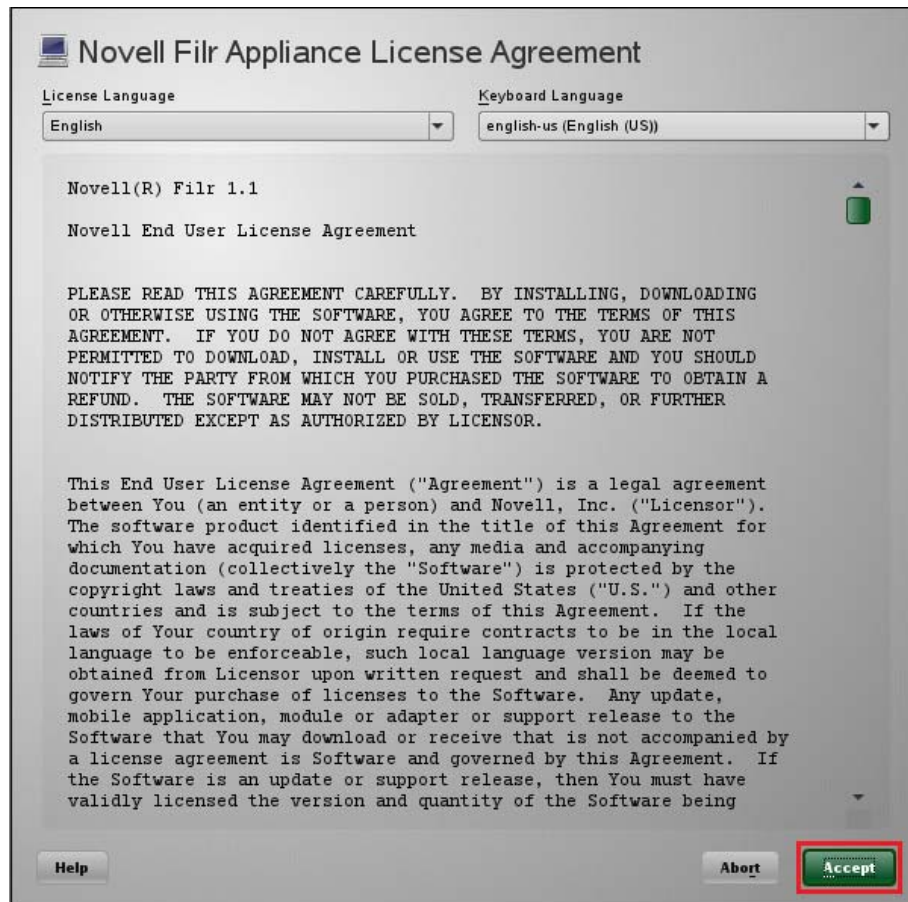 Novell Filr Appliance License Agreement
License Language
Keyboard Language
English
english-us (English (US))
Novell(R) Filr 1.1
Novell End User License Agreement
PLEASE READ THIS AGREEMENT CAREFULLY.  BY INSTALLING, DOWNLOADING
OR OTHERWISE USING THE SOFTWARE, YOU AGREE TO THE TERMS OF THIS
AGREEMENT.  IF YOU DO NOT AGREE WITH THESE TERMS, YOU ARE NOT
PERMITTED TO DOWNLOAD, INSTALL OR USE THE SOFTWARE AND YOU SHOULD
NOTIFY THE PARTY FROM WHICH YOU PURCHASED THE SOFTWARE TO OBTAIN A
REFUND.  THE SOFTWARE MAY NOT BE SOLD, TRANSFERRED, OR FURTHER
DISTRIBUTED EXCEPT AS AUTHORIZED BY LICENSOR.
This End User License Agreement ("Agreement") is a legal agreement
between You (an entity or a person) and Novell, Inc. ("Licensor").
The software product identified in the title of this Agreement for
which You have acquired licenses, any media and accompanying
documentation (collectively the "Software") is protected by the
copyright laws and treaties of the United States ("U.S.") and other
countries and is subject to the terms of this Agreement.  If the
laws of Your country of origin require contracts to be in the local
language to be enforceable, such local language version may be
obtained from Licensor upon written request and shall be deemed to
govern Your purchase of licenses to the Software.  Any update,
mobile application, module or adapter or support release to the
Software that You may download or receive that is not accompanied by
a license agreement is Software and governed by this Agreement.  If
the Software is an update or support release, then You must have
validly licensed the version and quantity of the Software being
Help
Abort
Accept